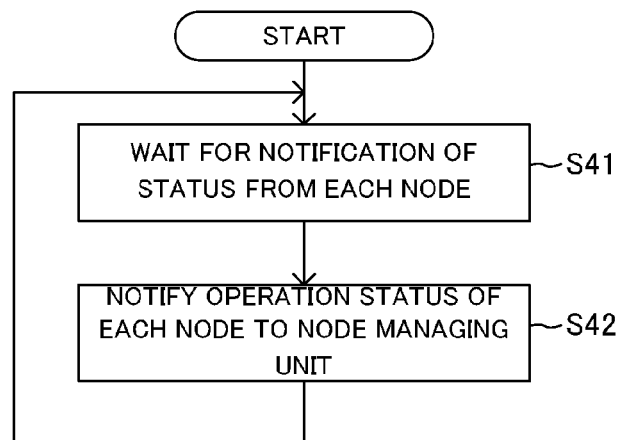 START
WAIT FOR NOTIFICATION OF
STATUS FROM EACH NODE
S41
NOTIFY OPERATION STATUS OF
EACH NODE TO NODE MANAGING
UNIT
S42